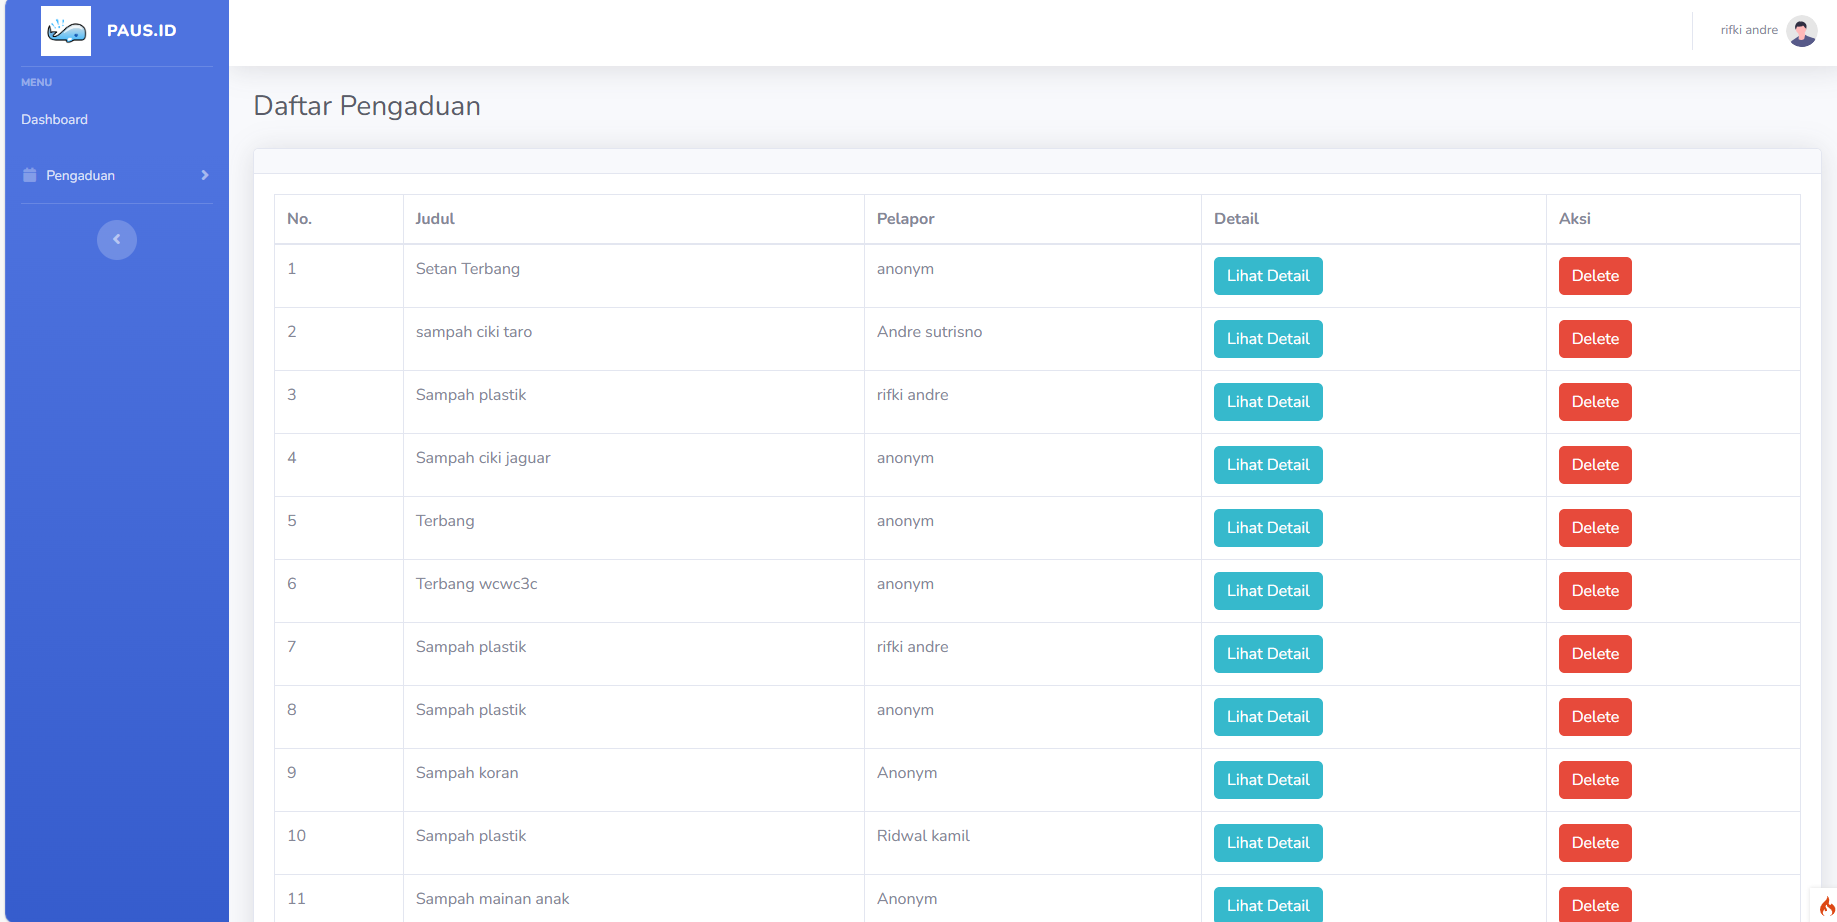 PAUS.ID
rifki andre
MENU
Dashboard
Pengaduan
Daftar Pengaduan
No. Judul Pelapor Detail Aksi
1 Setan Terbang anonym Lihat Detail Delete
2 sampah ciki taro Andre sutrisno Lihat Detail Delete
3 Sampah plastik rifki andre Lihat Detail Delete
4 Sampah ciki jaguar anonym Lihat Detail Delete
5 Terbang anonym Lihat Detail Delete
6 Terbang wcwc3c anonym Lihat Detail Delete
7 Sampah plastik rifki andre Lihat Detail Delete
8 Sampah plastik anonym Lihat Detail Delete
9 Sampah koran Anonym Lihat Detail Delete
10 Sampah plastik Ridwal kamil Lihat Detail Delete
11 Sampah mainan anak Anonym Lihat Detail Delete